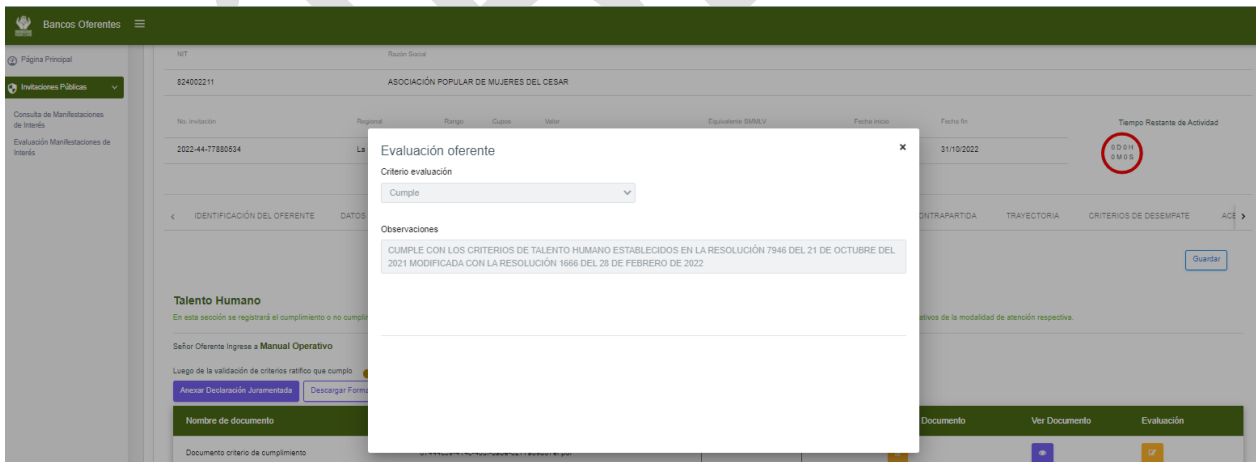 Bancos Oferentes
Página Principal
Invitaciones Públicas
Consulta de Manifestaciones
de Interés
Evaluación Manifestaciones de
Interés
NIT
Razón Social
824002211
ASOCIACIÓN POPULAR DE MUJERES DEL CESAR
No. Invitación
Regional
Rango
Cupos
Valor
Equivalente SMMLV
Fecha inicio
Fecha fin
Tiempo Restante de Actividad
2022-44-77880534
La
31/10/2022
0 D 0 H
0 M 0 S
IDENTIFICACIÓN DEL OFERENTE
DATOS
ONTRAPARTIDA
TRAYECTORIA
CRITERIOS DE DESEMPATE
ACE
Evaluación oferente
×
Criterio evaluación
Cumple
Observaciones
CUMPLE CON LOS CRITERIOS DE TALENTO HUMANO ESTABLECIDOS EN LA RESOLUCIÓN 7946 DEL 21 DE OCTUBRE DEL
2021 MODIFICADA CON LA RESOLUCIÓN 1666 DEL 28 DE FEBRERO DE 2022
Guardar
Talento Humano
En esta sección se registrará el cumplimiento o no cumplim
ativos de la modalidad de atención respectiva.
Señor Oferente Ingrese a Manual Operativo
Luego de la validación de criterios ratifico que cumplo
Anexar Declaración Juramentada
Descargar Forma
Nombre de documento
Documento
Ver Documento
Evaluación
Documento criterio de cumplimiento